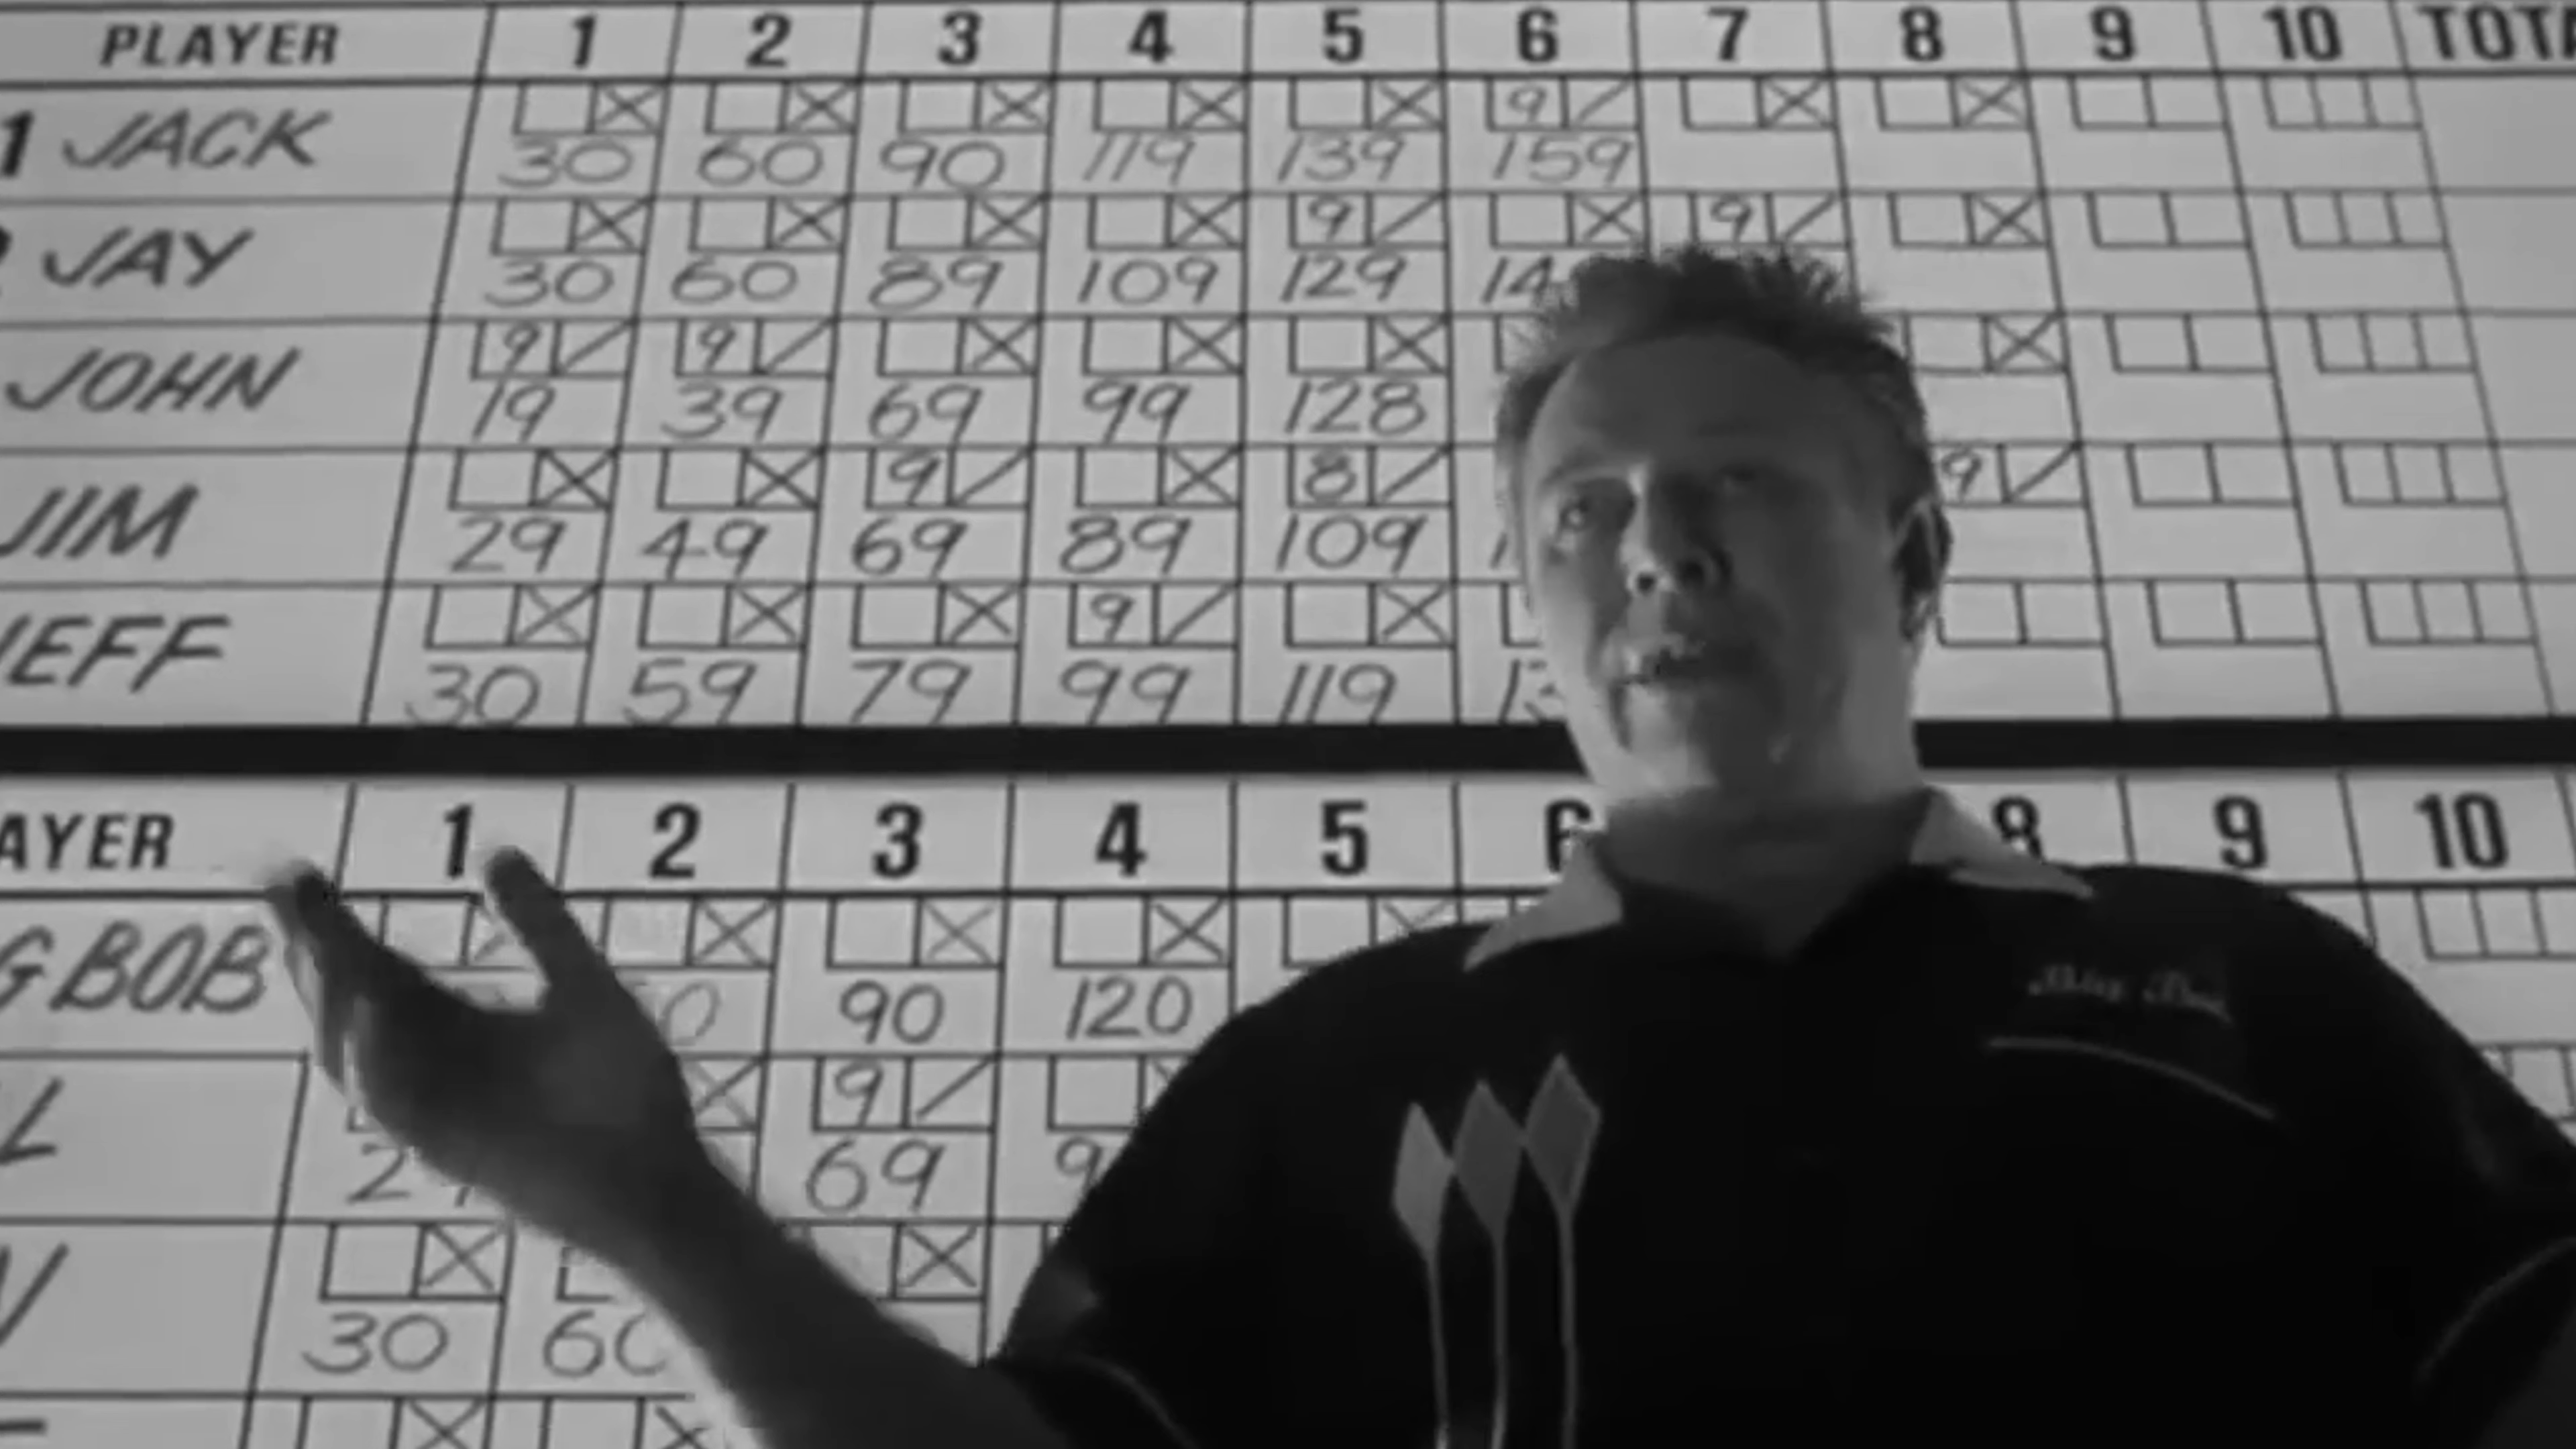 PLAYER 1 2 3 4 5 6 7 8 9 10
1 JACK X X X X X 9 / X X
30 60 90 119 139 159
JAY X X X X 9 / X 9 / X
30 60 89 109 129
JOHN 9 / 9 / X X X X
19 39 69 99 128
JIM X X 9 / X 8 / 9 /
29 49 69 89 109
JEFF X X X 9 / X
30 59 79 99 119
1 2 3 4 5 6 8 9 10
BOB X X X X
90 120
9 /
69
X X
30
X